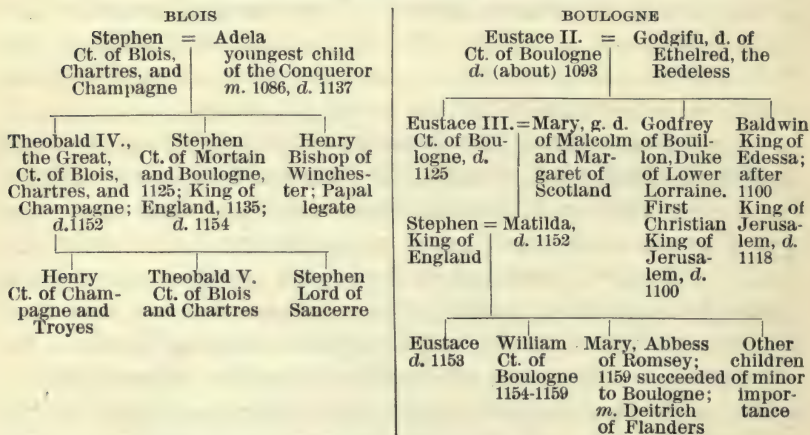 BLOIS
Stephen = Adela
Ct. of Blois, youngest child
Chartres, and of the Conqueror
Champagne m. 1086, d. 1137
Theobald IV., Stephen Henry
the Great, Ct. of Mortain Bishop of
Ct. of Blois, and Boulogne, Winches-
Chartres, and 1125; King of ter; Papal
Champagne; England, 1135; legate
d.1152 d. 1154
Henry Theobald V. Stephen
Ct. of Cham- Ct. of Blois Lord of
pagne and and Chartres Sancerre
Troyes
BOULOGNE
Eustace II. = Godgifu, d. of
Ct. of Boulogne Ethelred, the
d. (about) 1093 Redeless
Eustace III. = Mary, g. d. Godfrey Baldwin
Ct. of Bou- of Malcolm of Bouil- King of
logne, d. and Mar- lon, Duke Edessa;
1125 garet of of Lower after
Scotland Lorraine. 1100
First King of
Stephen = Matilda, Christian Jerusa-
King of d. 1152 King of lem, d.
England Jerusa- 1118
lem, d.
1100
Eustace William Mary, Abbess Other
d. 1153 Ct. of of Romsey; children
Boulogne 1159 succeeded of minor
1154-1159 to Boulogne; impor-
m. Deitrich tance
of Flanders